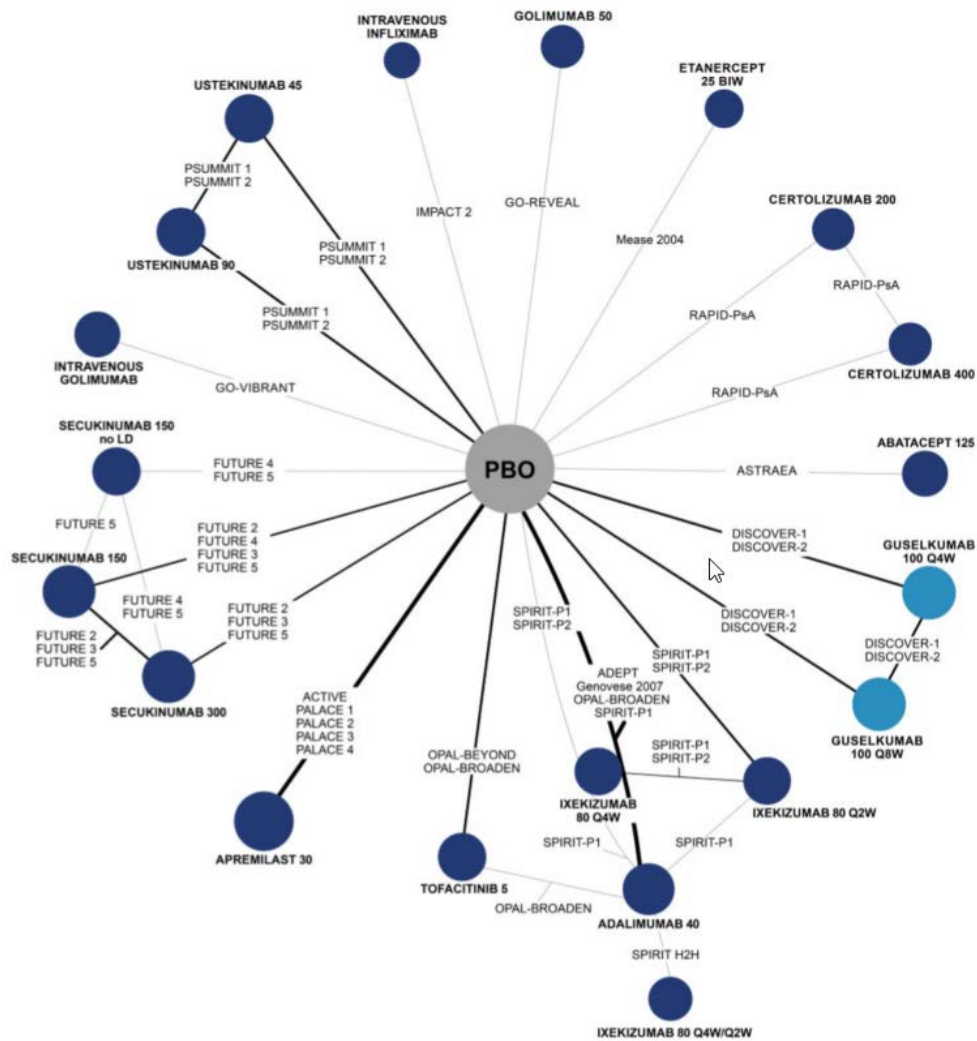 INTRAVENOUS
INFLIXIMAB
GOLIMUMAB 50
ETANERCEPT
25 BIW
USTEKINUMAB 45
PSUMMIT 1
PSUMMIT 2
USTEKINUMAB 90
PSUMMIT 1
PSUMMIT 2
PSUMMIT 1
PSUMMIT 2
IMPACT 2
GO-REVEAL
Mease 2004
CERTOLIZUMAB 200
RAPID-PsA
RAPID-PsA
RAPID-PsA
CERTOLIZUMAB 400
INTRAVENOUS
GOLIMUMAB
GO-VIBRANT
SECUKINUMAB 150
no LD
FUTURE 4
FUTURE 5
PBO
ASTRAEA
ABATACEPT 125
FUTURE 5
SECUKINUMAB 150
FUTURE 2
FUTURE 4
FUTURE 3
FUTURE 5
FUTURE 4
FUTURE 5
FUTURE 2
FUTURE 3
FUTURE 5
FUTURE 2
FUTURE 3
FUTURE 5
SECUKINUMAB 300
DISCOVER-1
DISCOVER-2
GUSELKUMAB
100 Q4W
DISCOVER-1
DISCOVER-2
DISCOVER-1
DISCOVER-2
GUSELKUMAB
100 Q8W
SPIRIT-P1
SPIRIT-P2
SPIRIT-P1
SPIRIT-P2
ADEPT
Genovese 2007
OPAL-BROADEN
SPIRIT-P1
ACTIVE
PALACE 1
PALACE 2
PALACE 3
PALACE 4
APREMILAST 30
OPAL-BEYOND
OPAL-BROADEN
SPIRIT-P1
SPIRIT-P2
IXEKIZUMAB
80 Q4W
IXEKIZUMAB 80 Q2W
SPIRIT-P1
SPIRIT-P1
TOFACITINIB 5
OPAL-BROADEN
ADALIMUMAB 40
SPIRIT H2H
IXEKIZUMAB 80 Q4W/Q2W